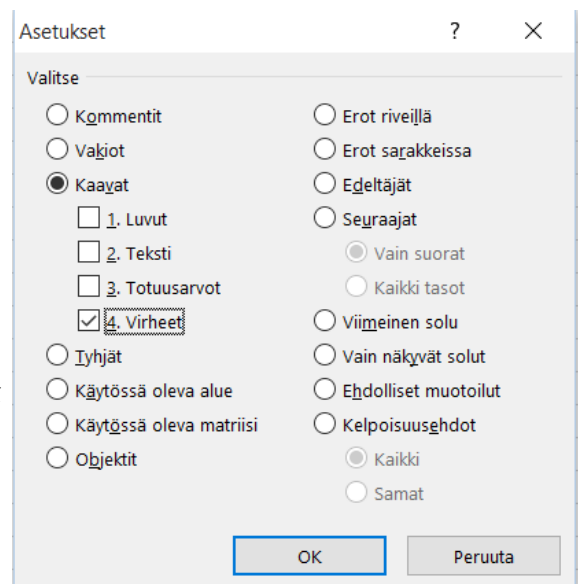 Asetukset ?
Valitse
Kommentit
Vakiot
Kaavat
1. Luvut
2. Teksti
3. Totuusarvot
4. Virheet
Tyhjät
Käytössä oleva alue
Käytössä oleva matriisi
Objektit
Erot riveillä
Erot sarakkeissa
Edeltäjät
Seuraajat
Vain suorat
Kaikki tasot
Viimeinen solu
Vain näkyvät solut
Ehdolliset muotoilut
Kelpoisuusehdot
Kaikki
Samat
OK Peruuta